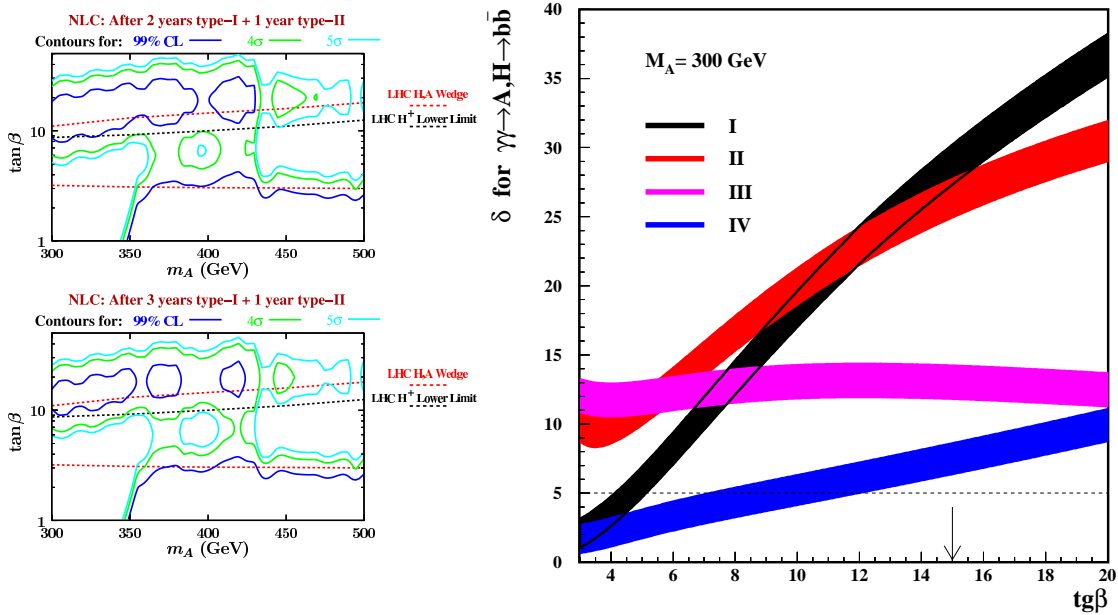 NLC: After 2 years type−I + 1 year type−II
Contours for: 99% CL 4σ 5σ
tanβ
10
1
LHC H,A Wedge
LHC H⁺ Lower Limit
300 350 400 450 500
m_A (GeV)
NLC: After 3 years type−I + 1 year type−II
Contours for: 99% CL 4σ 5σ
tanβ
10
1
LHC H,A Wedge
LHC H⁺ Lower Limit
300 350 400 450 500
m_A (GeV)
δ for γγ→A,H→bb̄
40
35
30
25
20
15
10
5
0
M_A= 300 GeV
I
II
III
IV
4 6 8 10 12 14 16 18 20
tgβ